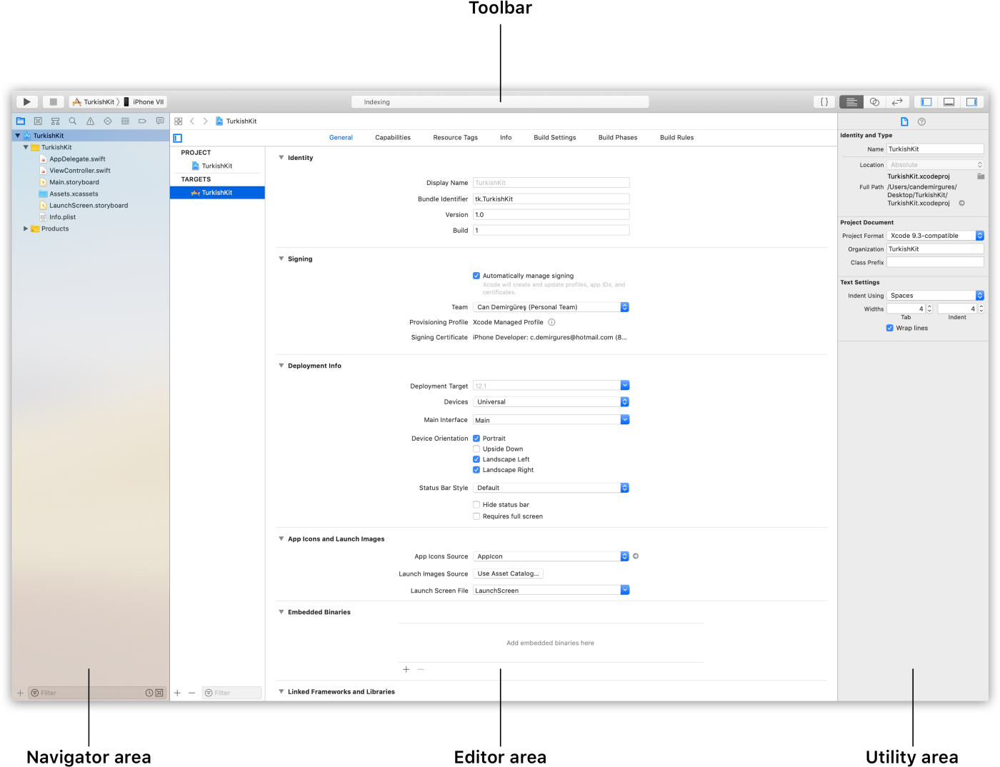 Toolbar
TurkishKit
iPhone VII
Indexing
{ }
TurkishKit
TurkishKit
AppDelegate.swift
ViewController.swift
Main.storyboard
Assets.xcassets
LaunchScreen.storyboard
Info.plist
Products
Filter
TurkishKit
General
Capabilities
Resource Tags
Info
Build Settings
Build Phases
Build Rules
PROJECT
TurkishKit
TARGETS
TurkishKit
Filter
Identity
Display Name TurkishKit
Bundle Identifier tk.TurkishKit
Version 1.0
Build 1
Signing
Automatically manage signing
Xcode will create and update profiles, app IDs, and
certificates.
Team Can Demirgüreş (Personal Team)
Provisioning Profile Xcode Managed Profile
Signing Certificate iPhone Developer: c.demirgures@hotmail.com (8...
Deployment Info
Deployment Target 12.1
Devices Universal
Main Interface Main
Device Orientation Portrait
Upside Down
Landscape Left
Landscape Right
Status Bar Style Default
Hide status bar
Requires full screen
App Icons and Launch Images
App Icons Source AppIcon
Launch Images Source Use Asset Catalog...
Launch Screen File LaunchScreen
Embedded Binaries
Add embedded binaries here
Linked Frameworks and Libraries
Identity and Type
Name TurkishKit
Location Absolute
TurkishKit.xcodeproj
Full Path /Users/candemirgures/
Desktop/TurkishKit/
TurkishKit.xcodeproj
Project Document
Project Format Xcode 9.3-compatible
Organization TurkishKit
Class Prefix
Text Settings
Indent Using Spaces
Widths 4 4
Tab Indent
Wrap lines
Navigator area
Editor area
Utility area